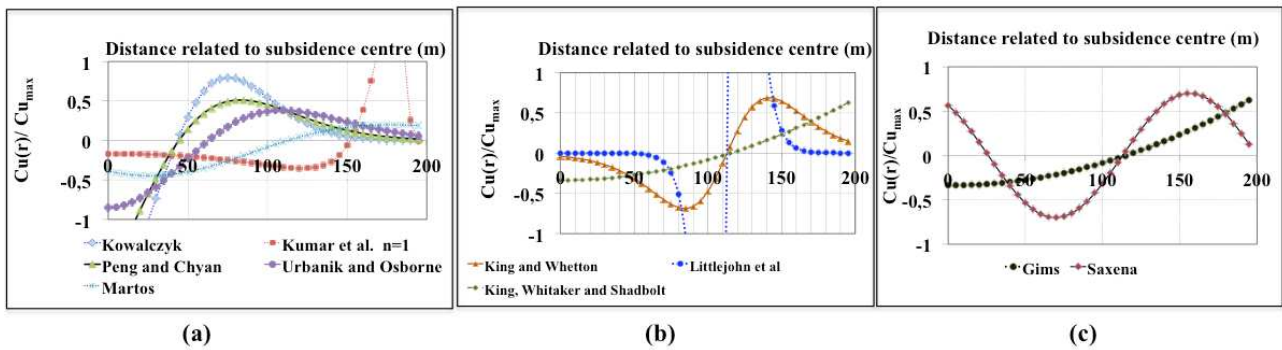 Distance related to subsidence centre (m)
Cu(r)/ Cumax
1
0,5
0
-0,5
-1
0 50 100 150 200
Kowalczyk
Kumar et al. n=1
Peng and Chyan
Urbanik and Osborne
Martos
(a)
Distance related to subsidence centre (m)
Cu(r)/Cumax
1
0,5
0
-0,5
-1
0 50 100 150 200
King and Whetton
Littlejohn et al
King, Whitaker and Shadbolt
(b)
Distance related to subsidence centre (m)
Cu(r)/Cumax
1
0,5
0
-0,5
-1
0 50 100 150 200
Gims
Saxena
(c)